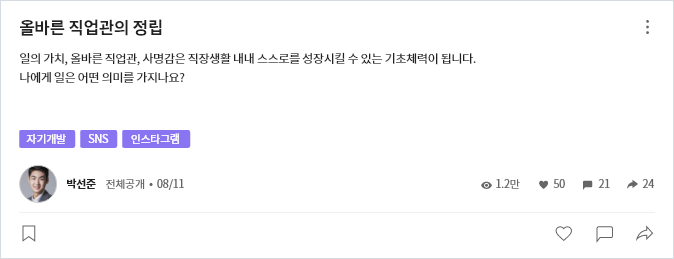 올바른 직업관의 정립
일의 가치, 올바른 직업관, 사명감은 직장생활 내내 스스로를 성장시킬 수 있는 기초체력이 됩니다.
나에게 일은 어떤 의미를 가지나요?
자기개발 SNS 인스타그램
박선준 전체공개 • 08/11 1.2만 50 21 24